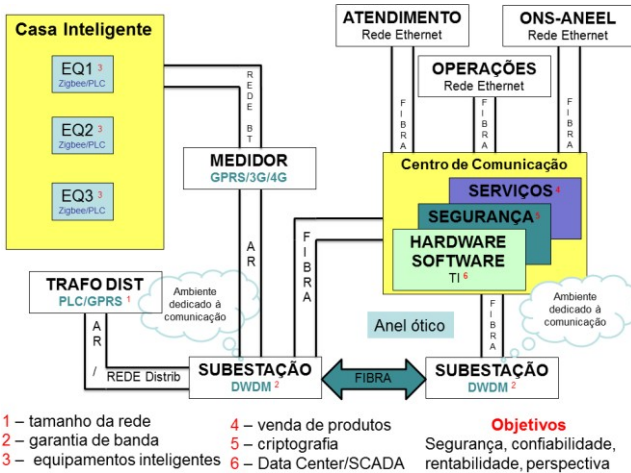 Casa Inteligente
EQ1 3
Zigbee/PLC
EQ2 3
Zigbee/PLC
EQ3 3
Zigbee/PLC
REDE BT
MEDIDOR
GPRS/3G/4G
AR
ATENDIMENTO
Rede Ethernet
ONS-ANEEL
Rede Ethernet
OPERAÇÕES
Rede Ethernet
FIBRA
FIBRA
FIBRA
Centro de Comunicação
SERVIÇOS 4
SEGURANÇA 5
HARDWARE
SOFTWARE
TI 6
FIBRA
FIBRA
TRAFO DIST
PLC/GPRS 1
Ambiente
dedicado à
comunicação
Ambiente
dedicado à
comunicação
Anel ótico
AR /
REDE Distrib
SUBESTAÇÃO
DWDM 2
FIBRA
SUBESTAÇÃO
DWDM 2
1 – tamanho da rede
2 – garantia de banda
3 – equipamentos inteligentes
4 – venda de produtos
5 – criptografia
6 – Data Center/SCADA
Objetivos
Segurança, confiabilidade,
rentabilidade, perspectiva